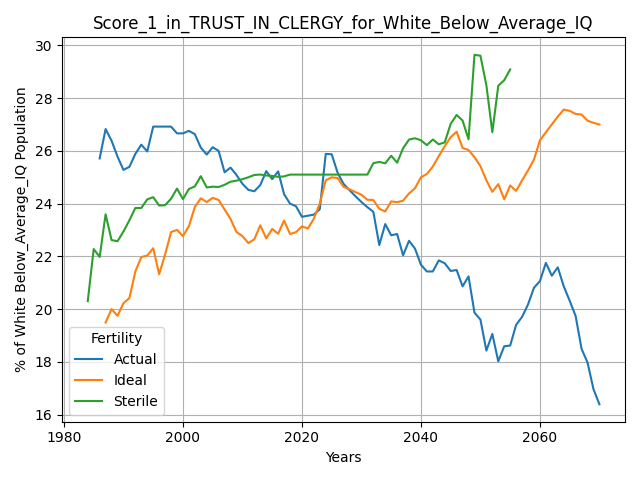 Score_1_in_TRUST_IN_CLERGY_for_White_Below_Average_IQ
% of White Below_Average_IQ Population
30
28
26
24
22
20
18
16
Fertility
Actual
Ideal
Sterile
1980
2000
2020
2040
2060
Years